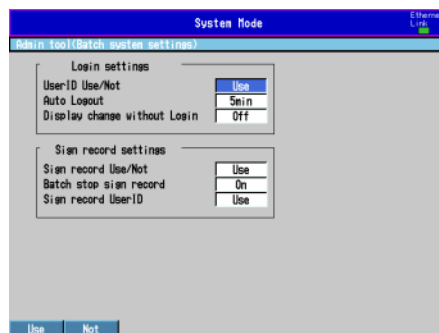 System Mode
Ethernet
Link
Admin tool(Batch system settings)
Login settings
UserID Use/Not Use
Auto Logout 5min
Display change without Login Off
Sign record settings
Sign record Use/Not Use
Batch stop sign record On
Sign record UserID Use
Use Not